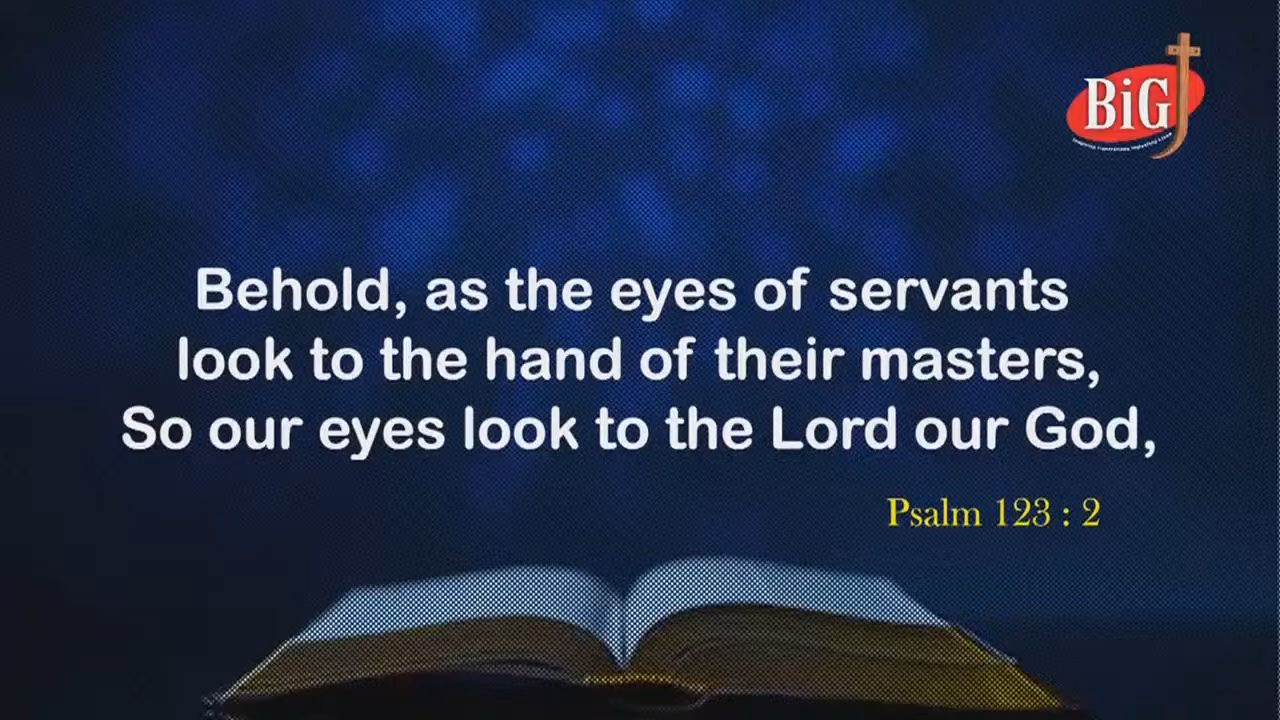 BiG
Behold, as the eyes of servants
look to the hand of their masters,
So our eyes look to the Lord our God,
Psalm 123 : 2